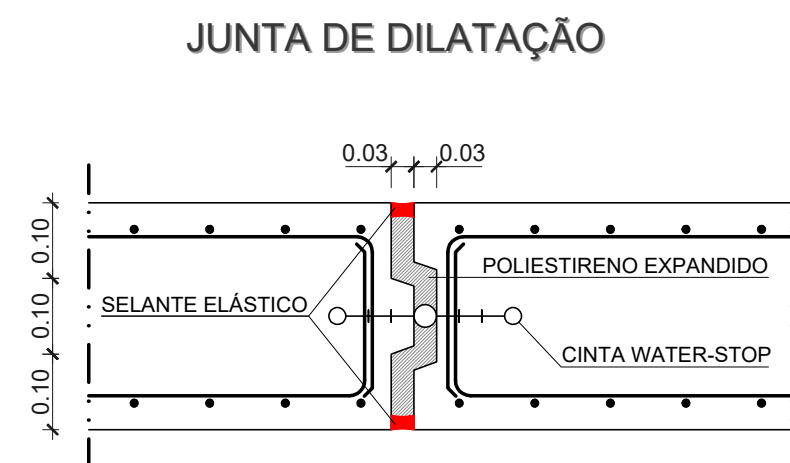 JUNTA DE DILATAÇÃO
0.03 0.03
0.10
0.10
0.10
POLIESTIRENO EXPANDIDO
SELANTE ELÁSTICO
CINTA WATER-STOP